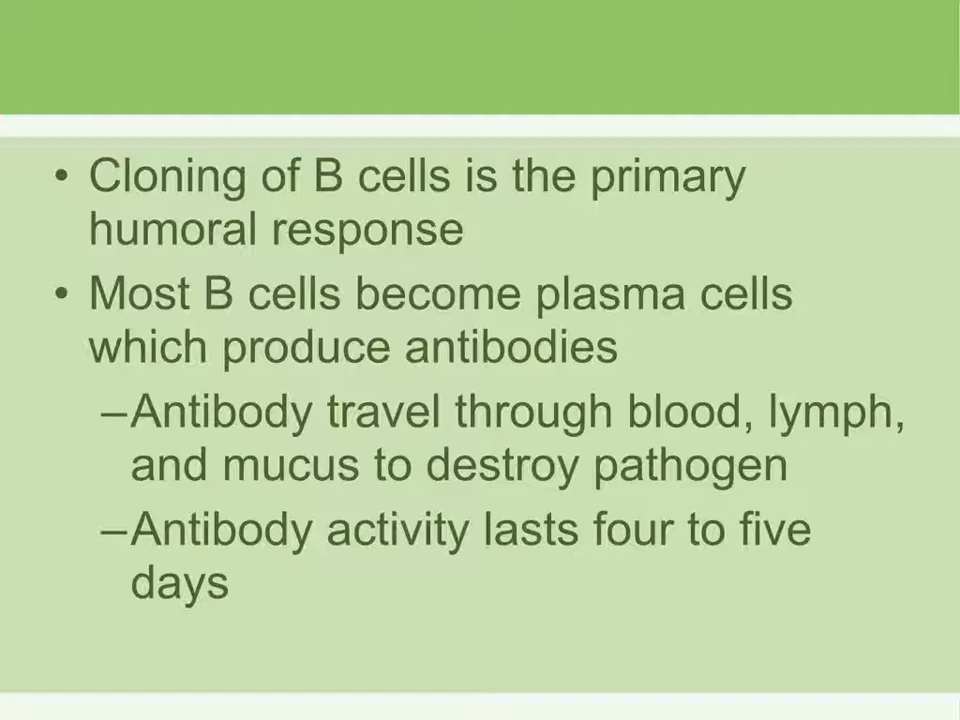 • Cloning of B cells is the primary
humoral response
• Most B cells become plasma cells
which produce antibodies
–Antibody travel through blood, lymph,
and mucus to destroy pathogen
–Antibody activity lasts four to five
days